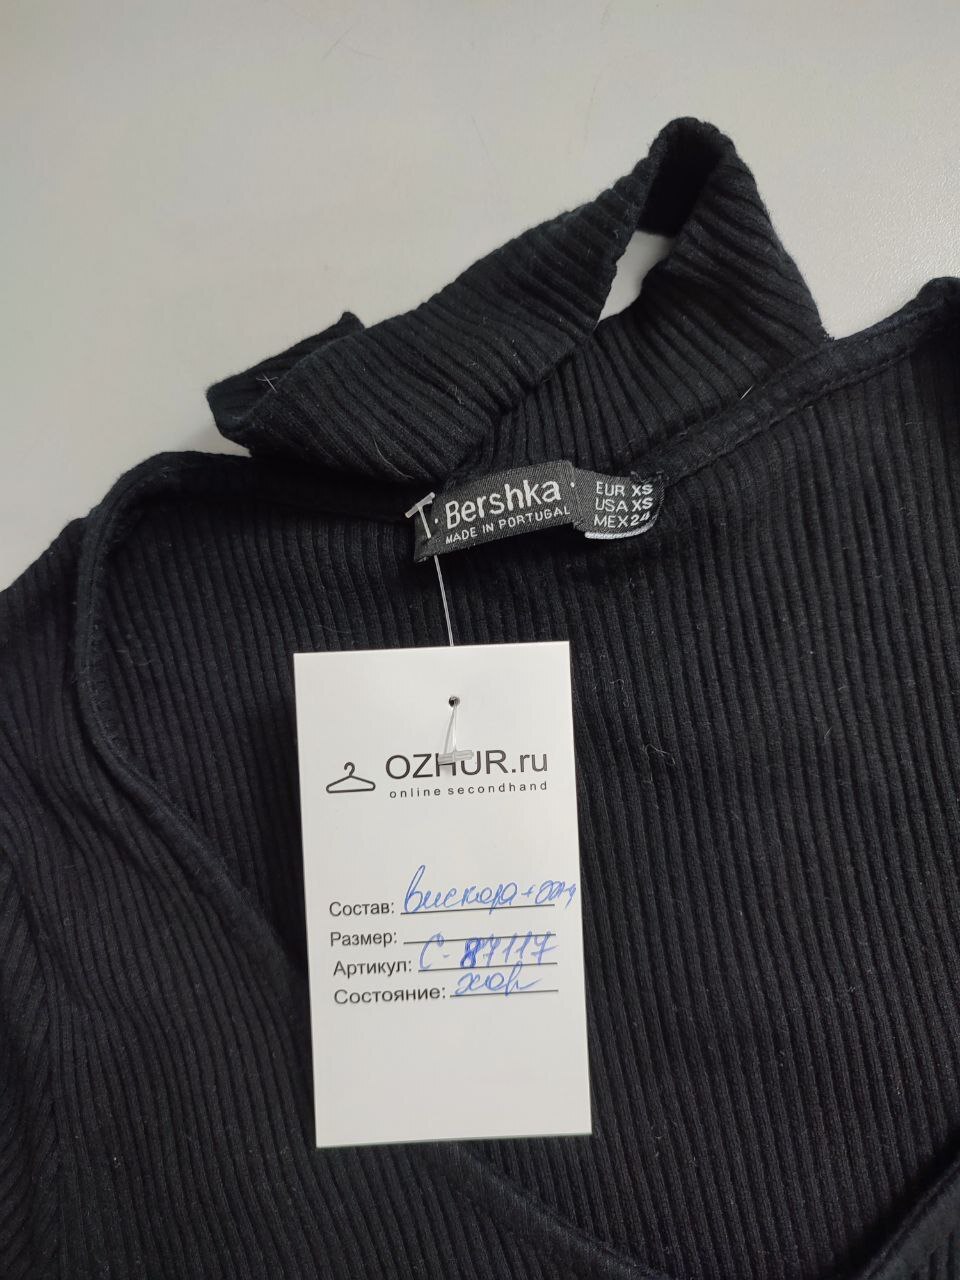 · Bershka ·
MADE IN PORTUGAL
EUR XS
USA XS
MEX 24
OZHUR.ru
online secondhand
Состав: вискоза +
Размер:
Артикул: С-87117
Состояние: хор